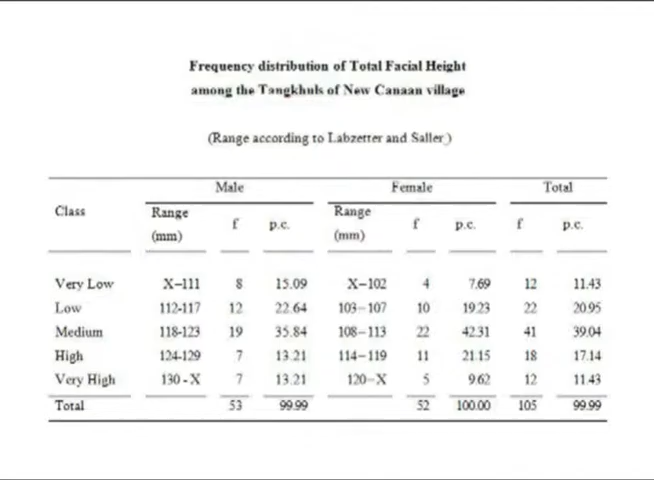 Frequency distribution of Total Facial Height
among the Tangkhuls of New Canaan village
(Range according to Labzetter and Saller)
Male Female Total
Class Range (mm) f p.c. Range (mm) f p.c. f p.c.
Very Low X–111 8 15.09 X–102 4 7.69 12 11.43
Low 112-117 12 22.64 103–107 10 19.23 22 20.95
Medium 118-123 19 35.84 108–113 22 42.31 41 39.04
High 124-129 7 13.21 114–119 11 21.15 18 17.14
Very High 130 - X 7 13.21 120–X 5 9.62 12 11.43
Total 53 99.99 52 100.00 105 99.99